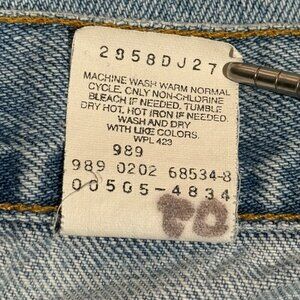 2858DJ27
MACHINE WASH WARM NORMAL
CYCLE. ONLY NON-CHLORINE
BLEACH IF NEEDED. TUMBLE
DRY HOT. HOT IRON IF NEEDED.
WASH AND DRY
WITH LIKE COLORS.
WPL 423
989
989 0202 68534-8
00505-4834
TO